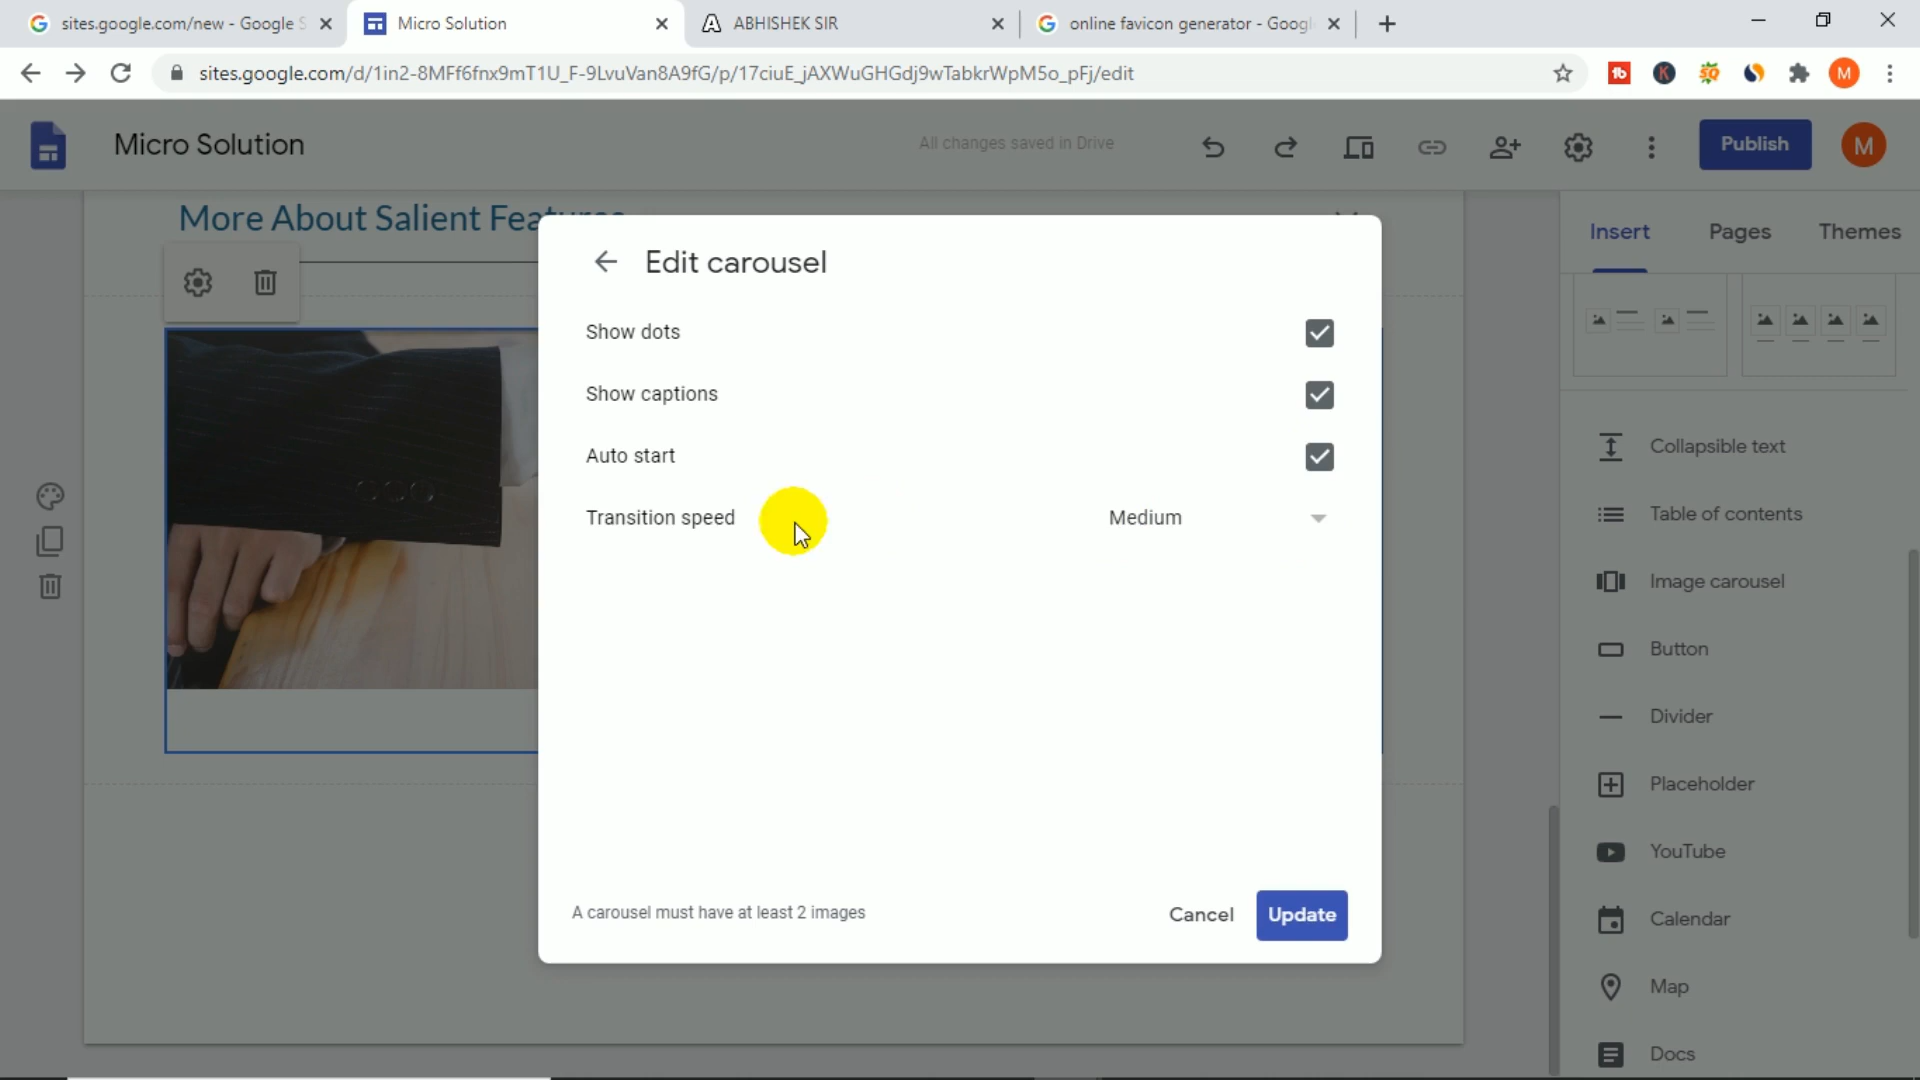 sites.google.com/new - Google S
Micro Solution
ABHISHEK SIR
online favicon generator - Googl
sites.google.com/d/1in2-8MFf6fnx9mT1U_F-9LvuVan8A9fG/p/17ciuE_jAXWuGHGdj9wTabkrWpM5o_pFj/edit
M
Micro Solution
All changes saved in Drive
Publish
M
More About Salient Features
Insert
Pages
Themes
Edit carousel
Show dots
Show captions
Auto start
Transition speed
Medium
A carousel must have at least 2 images
Cancel
Update
Collapsible text
Table of contents
Image carousel
Button
Divider
Placeholder
YouTube
Calendar
Map
Docs